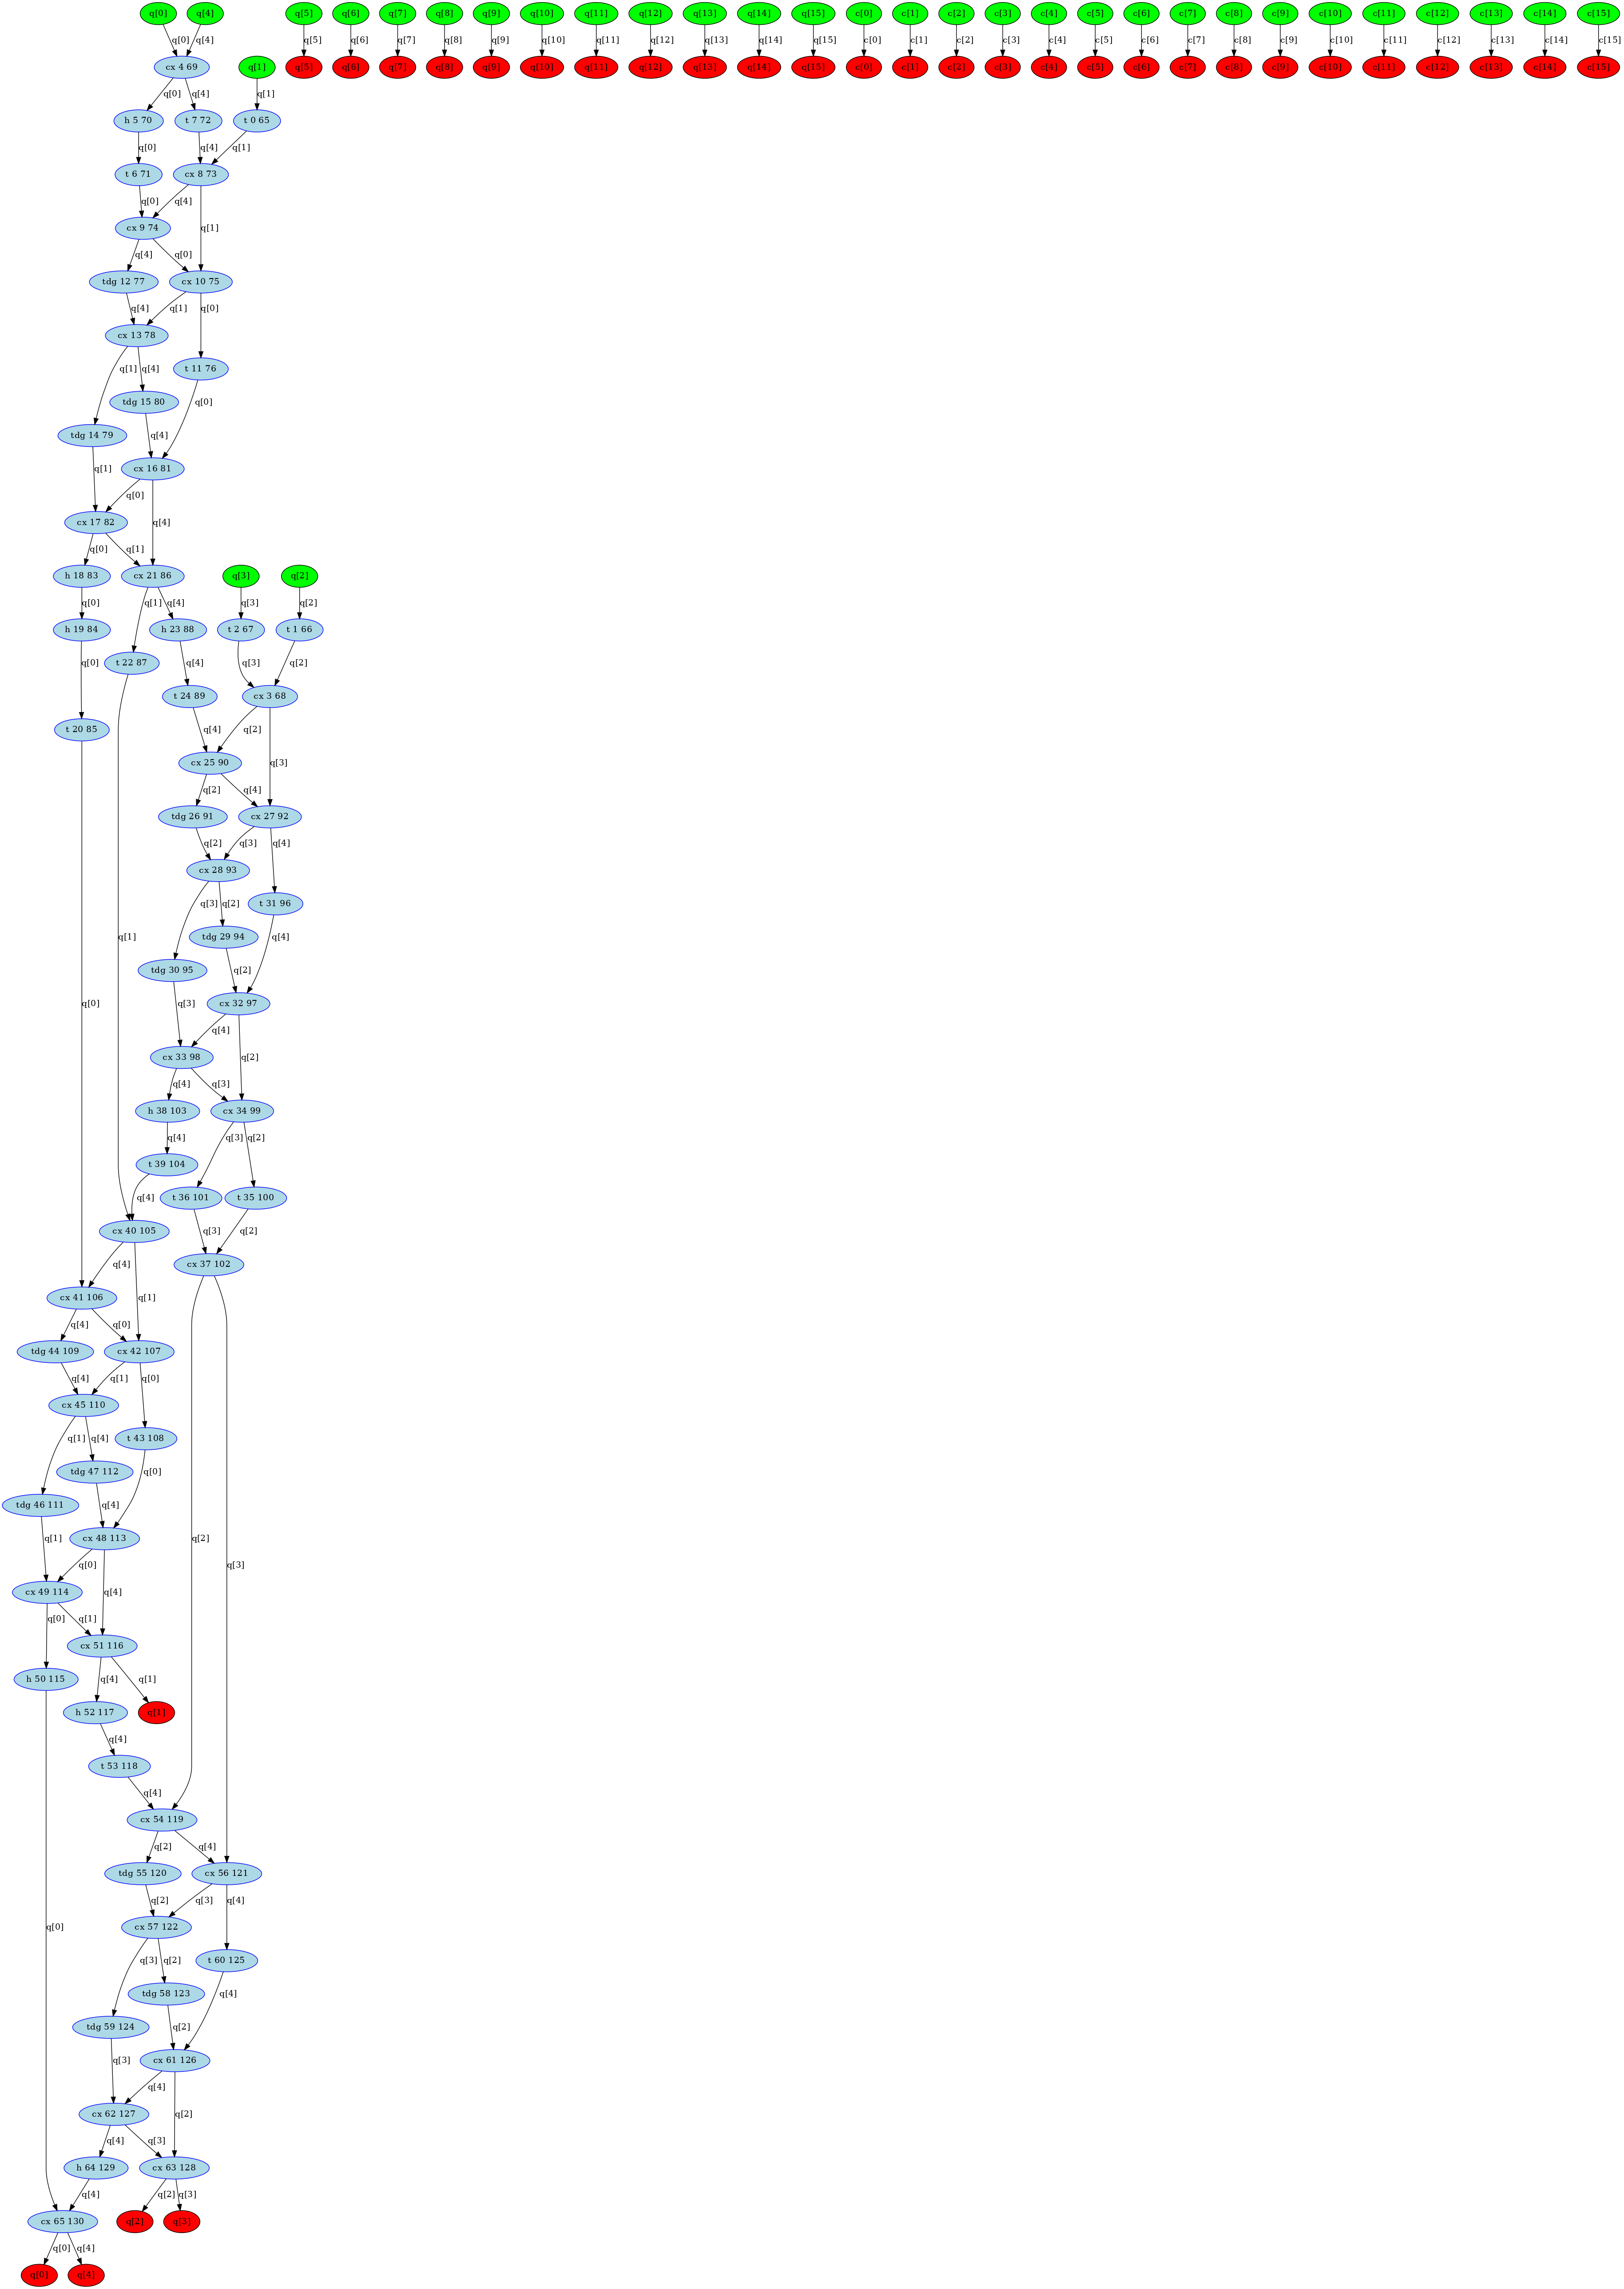 q[0] q[4] q[5] q[6] q[7] q[8] q[9] q[10] q[11] q[12] q[13] q[14] q[15] c[0] c[1] c[2] c[3] c[4] c[5] c[6] c[7] c[8] c[9] c[10] c[11] c[12] c[13] c[14] c[15]
q[0] q[4] q[5] q[6] q[7] q[8] q[9] q[10] q[11] q[12] q[13] q[14] q[15] c[0] c[1] c[2] c[3] c[4] c[5] c[6] c[7] c[8] c[9] c[10] c[11] c[12] c[13] c[14] c[15]
cx 4 69 q[1] q[5] q[6] q[7] q[8] q[9] q[10] q[11] q[12] q[13] q[14] q[15] c[0] c[1] c[2] c[3] c[4] c[5] c[6] c[7] c[8] c[9] c[10] c[11] c[12] c[13] c[14] c[15]
q[0] q[4] q[1]
h 5 70 t 7 72 t 0 65
q[0] q[4] q[1]
t 6 71 cx 8 73
q[0] q[4]
cx 9 74 q[1]
q[4] q[0]
tdg 12 77 cx 10 75
q[4] q[1] q[0]
cx 13 78
q[1] q[4] t 11 76
tdg 15 80 q[0]
tdg 14 79 q[4]
q[1] cx 16 81
q[0]
cx 17 82 q[4]
q[0] q[1]
h 18 83 cx 21 86 q[3] q[2]
q[0] q[1] q[4] q[3] q[2]
h 19 84 h 23 88 t 2 67 t 1 66
q[0] t 22 87 q[4] q[3] q[2]
t 24 89 cx 3 68
t 20 85 q[4] q[2]
cx 25 90 q[3]
q[2] q[4]
tdg 26 91 cx 27 92
q[2] q[3] q[4]
cx 28 93
q[3] q[2] t 31 96
q[1] tdg 29 94 q[4]
tdg 30 95 q[2]
q[0] q[3] cx 32 97
q[4]
cx 33 98 q[2]
q[4] q[3]
h 38 103 cx 34 99
q[4] q[3] q[2]
t 39 104
q[4] t 36 101 t 35 100
cx 40 105 q[3] q[2]
q[4] cx 37 102
cx 41 106 q[1]
q[4] q[0]
tdg 44 109 cx 42 107
q[4] q[1] q[0]
cx 45 110
q[1] q[4] t 43 108
tdg 47 112 q[0]
tdg 46 111 q[4]
q[1] cx 48 113 q[2]
q[0] q[3]
cx 49 114 q[4]
q[0] q[1]
cx 51 116
h 50 115 q[4] q[1]
h 52 117 q[1]
q[4]
t 53 118
q[4]
cx 54 119
q[2] q[4]
tdg 55 120 cx 56 121
q[2] q[3] q[4]
q[0] cx 57 122
q[3] q[2] t 60 125
tdg 58 123 q[4]
tdg 59 124 q[2]
q[3] cx 61 126
q[4]
cx 62 127 q[2]
q[4] q[3]
h 64 129 cx 63 128
q[4] q[2] q[3]
cx 65 130 q[2] q[3]
q[0] q[4]
q[0] q[4]